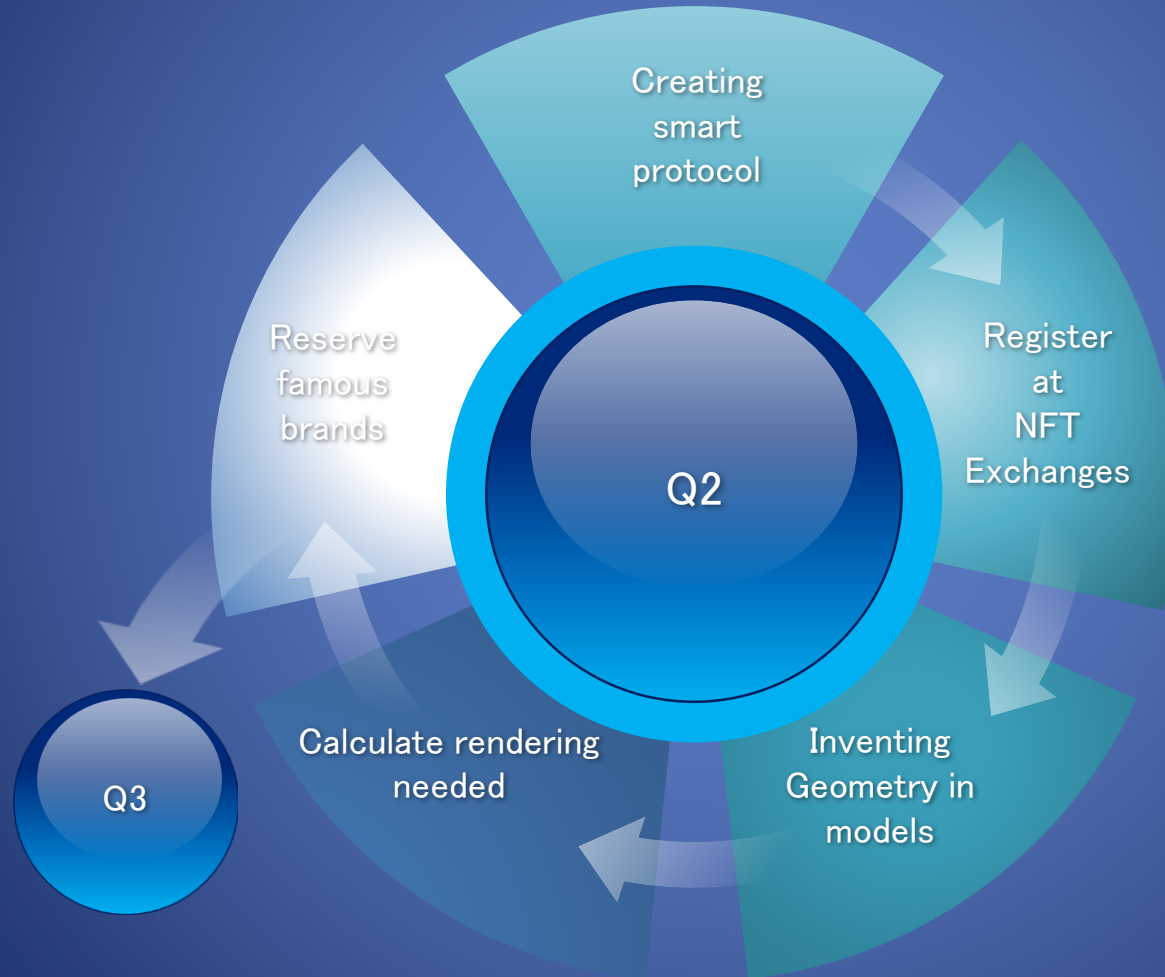 Creating
smart
protocol
Register
at
NFT
Exchanges
Inventing
Geometry in
models
Calculate rendering
needed
Reserve
famous
brands
Q2
Q3